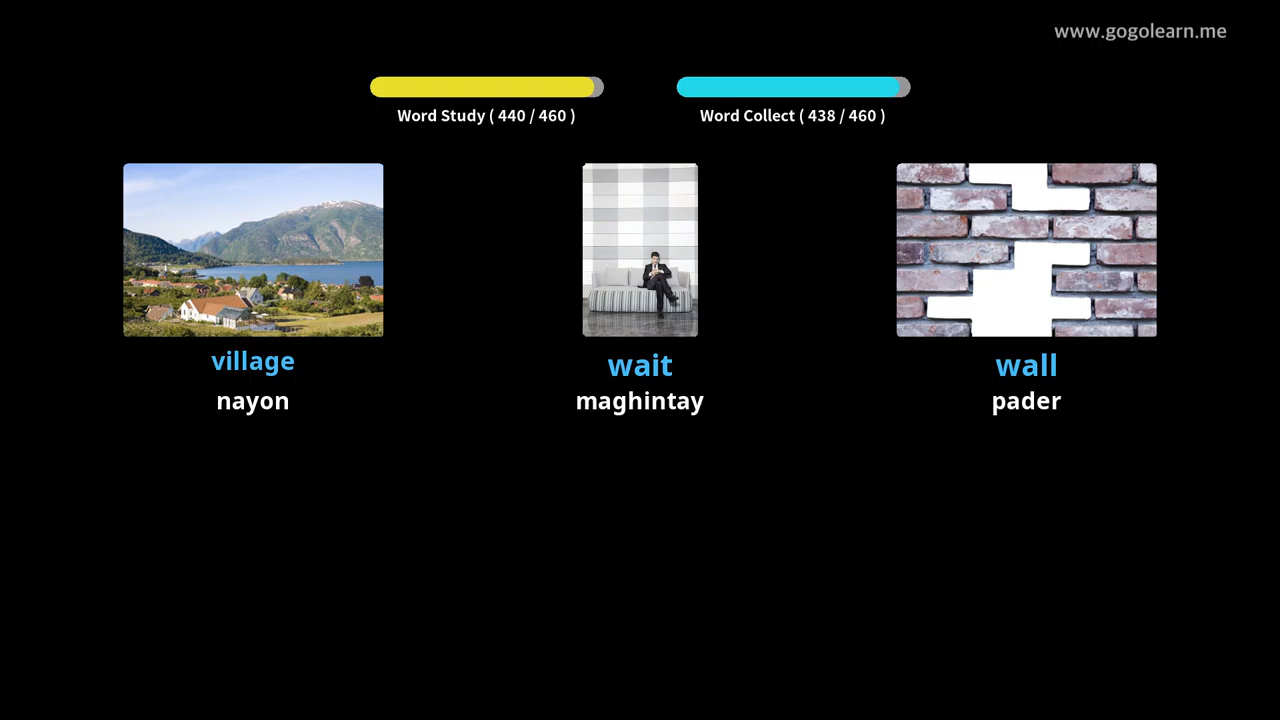 www.gogolearn.me
Word Study ( 440 / 460 )
Word Collect ( 438 / 460 )
village
nayon
wait
maghintay
wall
pader